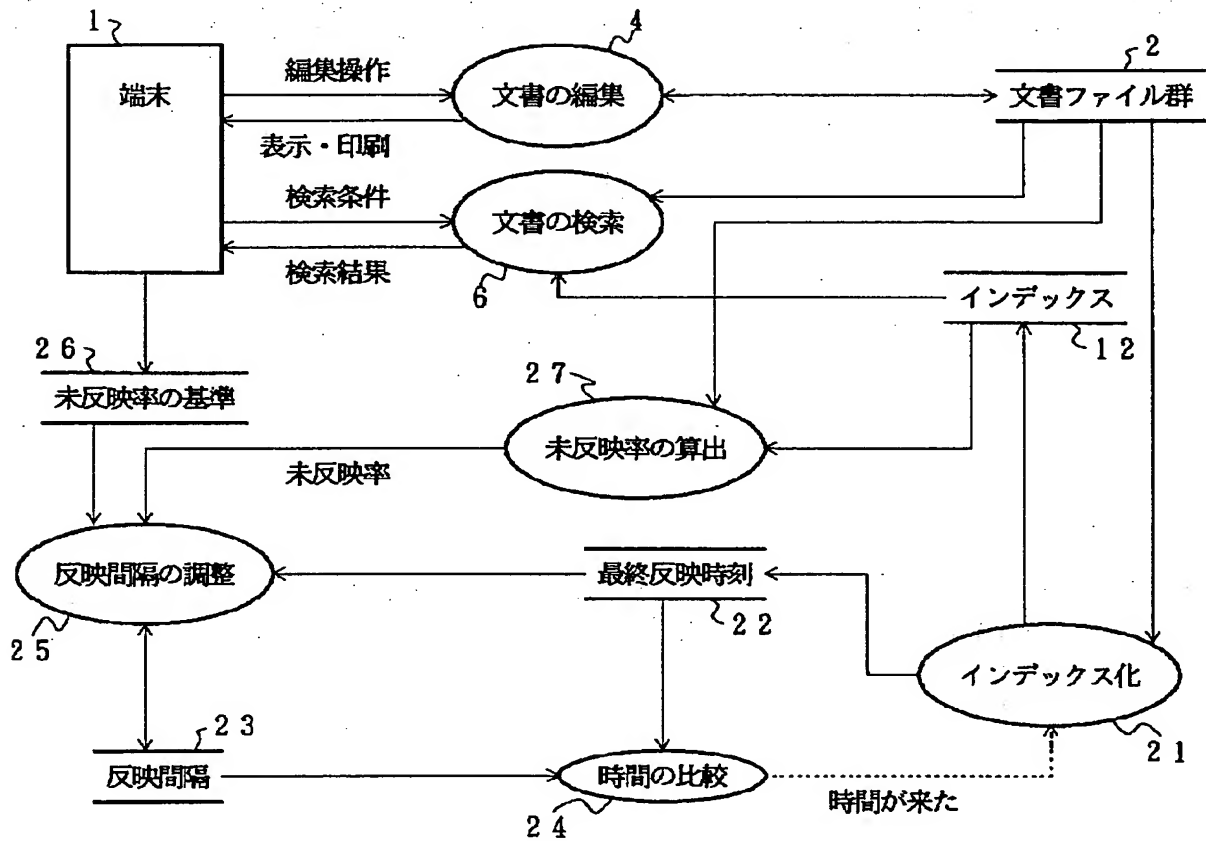 1
端末
編集操作
4
文書の編集
2
文書ファイル群
表示・印刷
検索条件
文書の検索
検索結果
6
インデックス
12
26
未反映率の基準
27
未反映率の算出
未反映率
反映間隔の調整
25
最終反映時刻
22
インデックス化
21
23
反映間隔
時間の比較
24
時間が来た